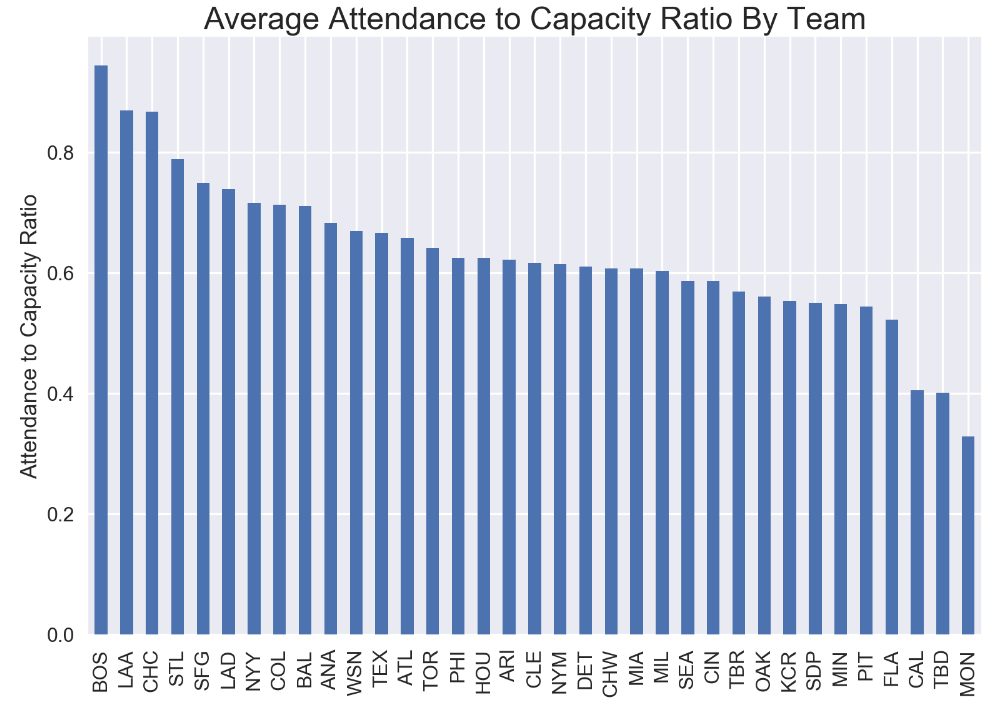 Average Attendance to Capacity Ratio By Team
Attendance to Capacity Ratio
0.8
0.6
0.4
0.2
0.0
BOS
LAA
CHC
STL
SFG
LAD
NYY
COL
BAL
ANA
WSN
TEX
ATL
TOR
PHI
HOU
ARI
CLE
NYM
DET
CHW
MIA
MIL
SEA
CIN
TBR
OAK
KCR
SDP
MIN
PIT
FLA
CAL
TBD
MON